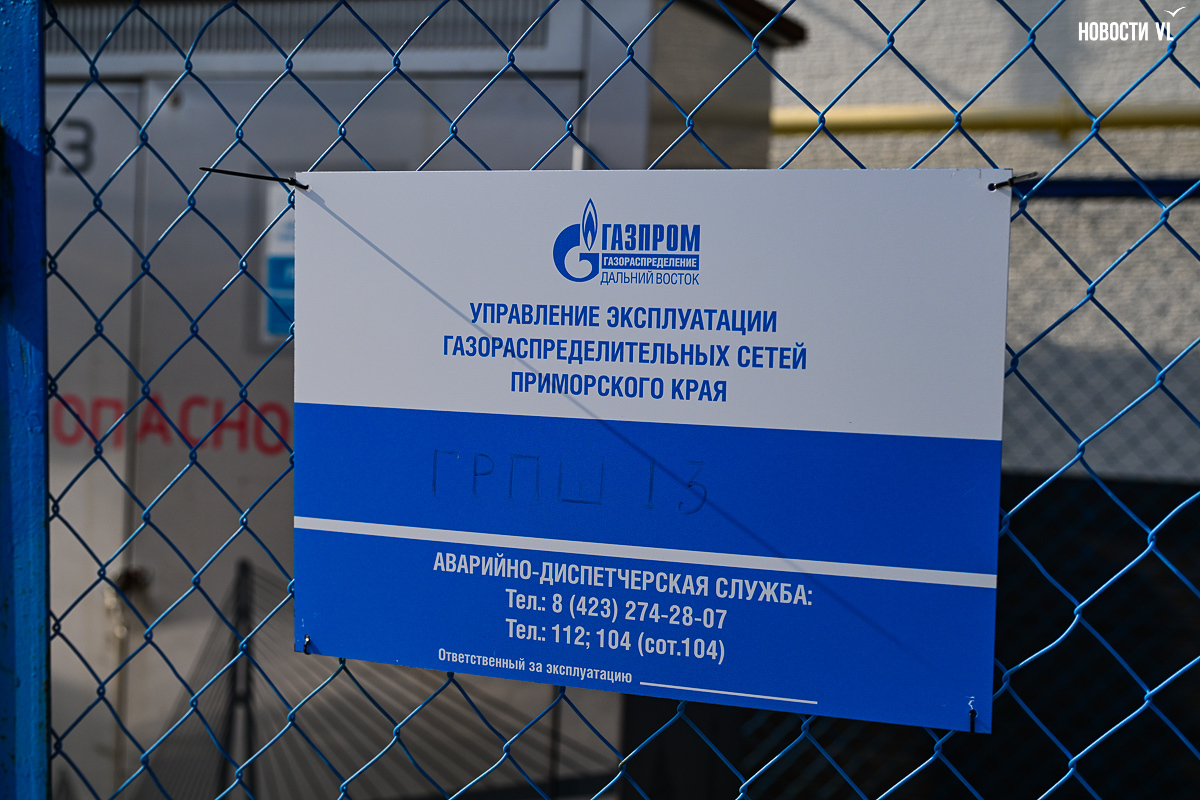 НОВОСТИ VL
ГАЗПРОМ
ГАЗОРАСПРЕДЕЛЕНИЕ
ДАЛЬНИЙ ВОСТОК
УПРАВЛЕНИЕ ЭКСПЛУАТАЦИИ
ГАЗОРАСПРЕДЕЛИТЕЛЬНЫХ СЕТЕЙ
ПРИМОРСКОГО КРАЯ
ОПАСНО
ГРПШ 13
АВАРИЙНО-ДИСПЕТЧЕРСКАЯ СЛУЖБА:
Тел.: 8 (423) 274-28-07
Тел.: 112; 104 (сот.104)
Ответственный за эксплуатацию